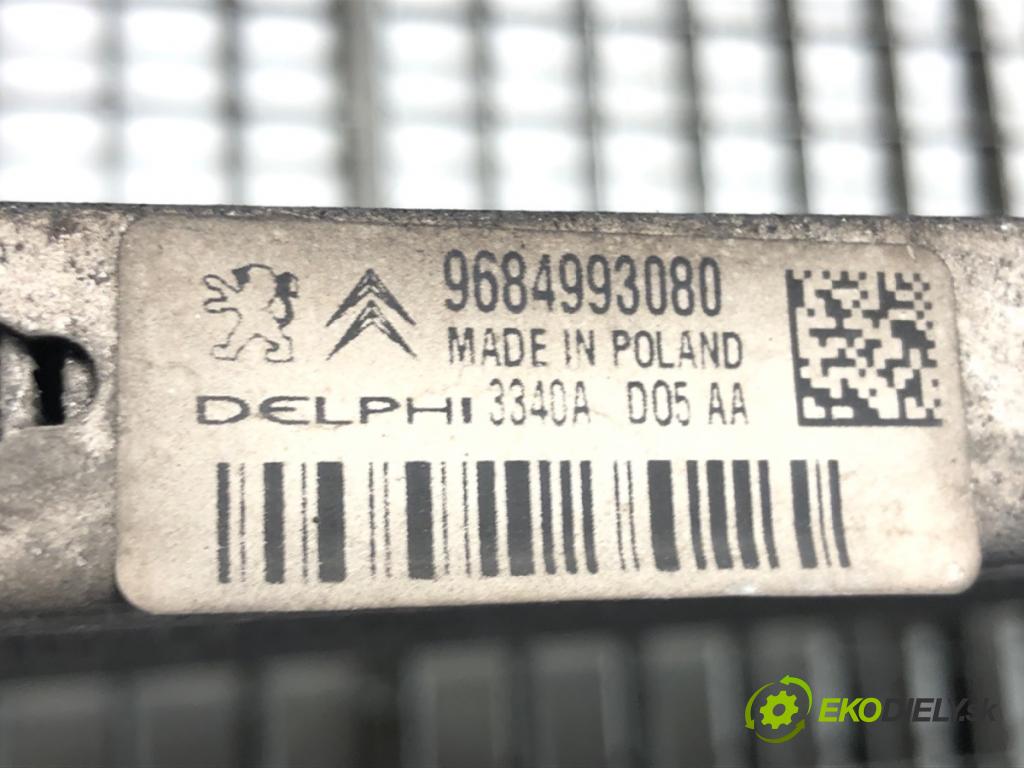 9684993080
MADE IN POLAND
DELPHI 3340A D05 AA
EKODIELY.sk